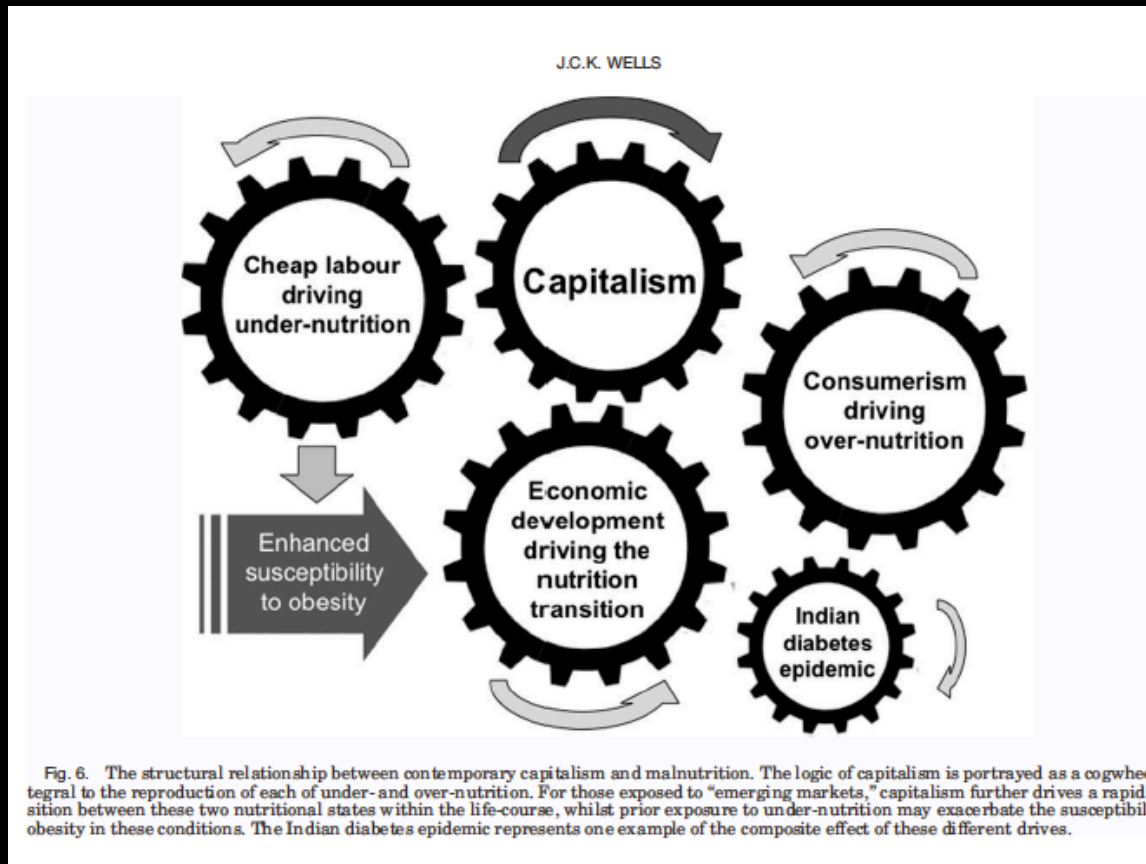 J.C.K. WELLS
Cheap labour
driving
under-nutrition
Capitalism
Consumerism
driving
over-nutrition
Enhanced
susceptibility
to obesity
Economic
development
driving the
nutrition
transition
Indian
diabetes
epidemic
Fig. 6. The structural relationship between contemporary capitalism and malnutrition. The logic of capitalism is portrayed as a
tegral to the reproduction of each of under- and over-nutrition. For those exposed to “emerging markets,” capitalism further drives a rapid
sition between these two nutritional states within the life-course, whilst prior exposure to under-nutrition may exacerbate the
obesity in these conditions. The Indian diabetes epidemic represents one example of the composite effect of these different drives.